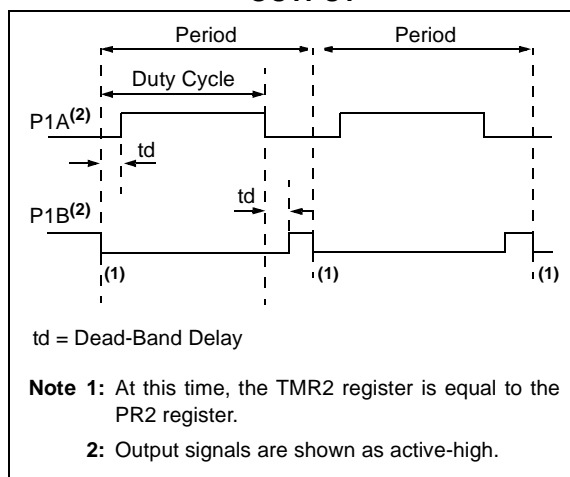 Period Period
Duty Cycle
P1A(2)
td
td
P1B(2)
(1) (1) (1)
td = Dead-Band Delay
Note 1: At this time, the TMR2 register is equal to the
PR2 register.
2: Output signals are shown as active-high.